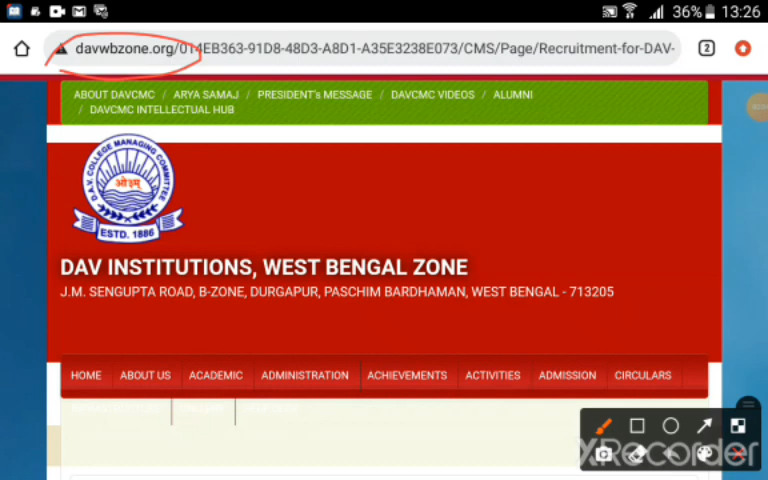 36% 13:26
davwbzone.org/014EB363-91D8-48D3-A8D1-A35E3238E073/CMS/Page/Recruitment-for-DAV-
2
ABOUT DAVCMC / ARYA SAMAJ / PRESIDENT's MESSAGE / DAVCMC VIDEOS / ALUMNI
/ DAVCMC INTELLECTUAL HUB
D.A.V. COLLEGE MANAGING COMMITTEE
ओ३म्
ESTD. 1886
DAV INSTITUTIONS, WEST BENGAL ZONE
J.M. SENGUPTA ROAD, B-ZONE, DURGAPUR, PASCHIM BARDHAMAN, WEST BENGAL - 713205
HOME ABOUT US ACADEMIC ADMINISTRATION ACHIEVEMENTS ACTIVITIES ADMISSION CIRCULARS
XRecorder